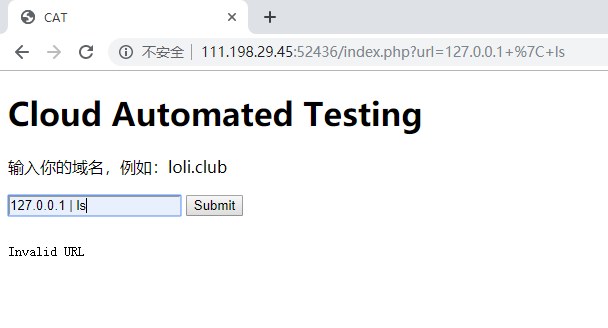 CAT
不安全 111.198.29.45:52436/index.php?url=127.0.0.1+%7C+ls
Cloud Automated Testing
输入你的域名，例如：loli.club
127.0.0.1 | ls Submit
Invalid URL